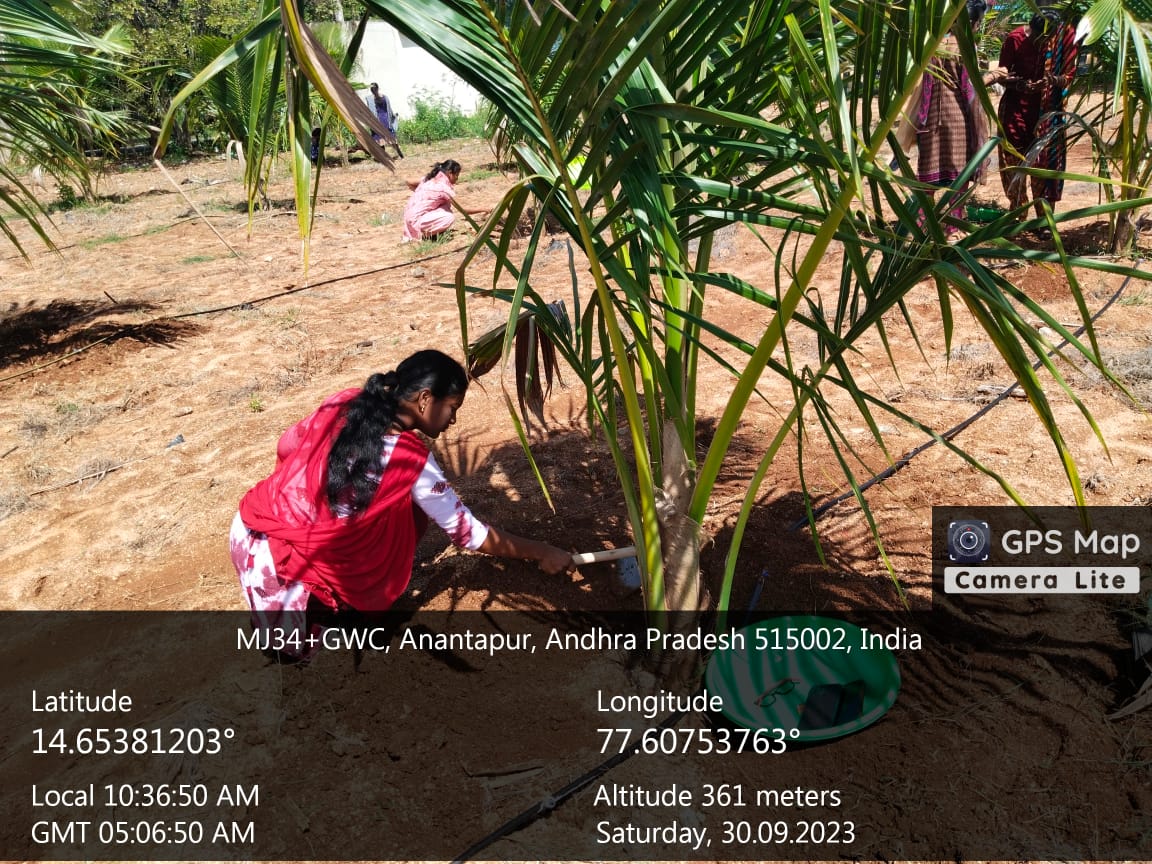 GPS Map
Camera Lite
MJ34+GWC, Anantapur, Andhra Pradesh 515002, India
Latitude
14.65381203°
Longitude
77.60753763°
Local 10:36:50 AM
GMT 05:06:50 AM
Altitude 361 meters
Saturday, 30.09.2023